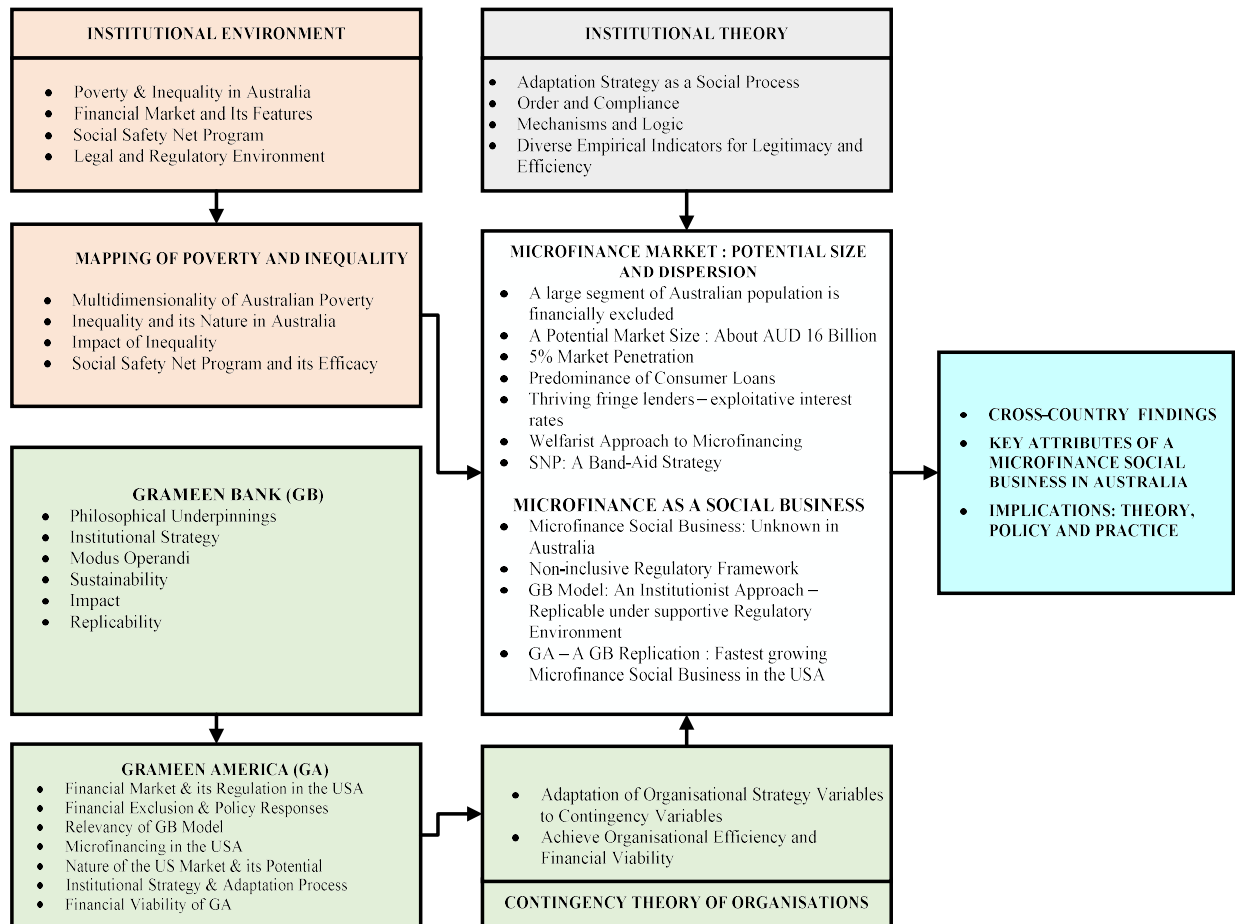 INSTITUTIONAL ENVIRONMENT
• Poverty & Inequality in Australia
• Financial Market and Its Features
• Social Safety Net Program
• Legal and Regulatory Environment
MAPPING OF POVERTY AND INEQUALITY
• Multidimensionality of Australian Poverty
• Inequality and its Nature in Australia
• Impact of Inequality
• Social Safety Net Program and its Efficacy
GRAMEEN BANK (GB)
• Philosophical Underpinnings
• Institutional Strategy
• Modus Operandi
• Sustainability
• Impact
• Replicability
GRAMEEN AMERICA (GA)
• Financial Market & its Regulation in the USA
• Financial Exclusion & Policy Responses
• Relevancy of GB Model
• Microfinancing in the USA
• Nature of the US Market & its Potential
• Institutional Strategy & Adaptation Process
• Financial Viability of GA
INSTITUTIONAL THEORY
• Adaptation Strategy as a Social Process
• Order and Compliance
• Mechanisms and Logic
• Diverse Empirical Indicators for Legitimacy and
Efficiency
MICROFINANCE MARKET : POTENTIAL SIZE
AND DISPERSION
• A large segment of Australian population is
financially excluded
• A Potential Market Size : About AUD 16 Billion
• 5% Market Penetration
• Predominance of Consumer Loans
• Thriving fringe lenders – exploitative interest
rates
• Welfarist Approach to Microfinancing
• SNP: A Band-Aid Strategy
MICROFINANCE AS A SOCIAL BUSINESS
• Microfinance Social Business: Unknown in
Australia
• Non-inclusive Regulatory Framework
• GB Model: An Institutionist Approach –
Replicable under supportive Regulatory
Environment
• GA – A GB Replication : Fastest growing
Microfinance Social Business in the USA
• Adaptation of Organisational Strategy Variables
to Contingency Variables
• Achieve Organisational Efficiency and
Financial Viability
CONTINGENCY THEORY OF ORGANISATIONS
• CROSS–COUNTRY FINDINGS
• KEY ATTRIBUTES OF A
MICROFINANCE SOCIAL
BUSINESS IN AUSTRALIA
• IMPLICATIONS: THEORY,
POLICY AND PRACTICE